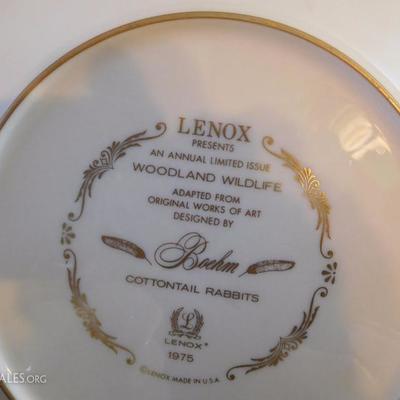 LENOX
PRESENTS
AN ANNUAL LIMITED ISSUE
WOODLAND WILDLIFE
ADAPTED FROM
ORIGINAL WORKS OF ART
DESIGNED BY
Boehm
COTTONTAIL RABBITS
L
LENOX®
1975
©LENOX MADE IN U.S.A.
ALES.ORG